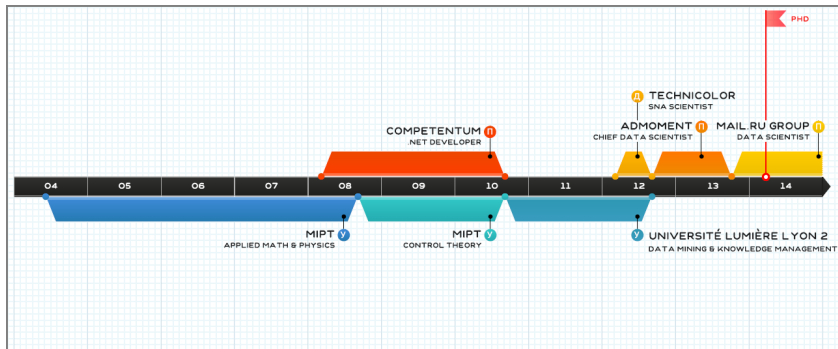 PHD
Д TECHNICOLOR
SNA SCIENTIST
COMPETENTUM П
.NET DEVELOPER
ADMOMENT П
CHIEF DATA SCIENTIST
MAIL.RU GROUP П
DATA SCIENTIST
04 05 06 07 08 09 10 11 12 13 14
MIPT У
APPLIED MATH & PHYSICS
MIPT У
CONTROL THEORY
У UNIVERSITÉ LUMIÈRE LYON 2
DATA MINING & KNOWLEDGE MANAGEMENT